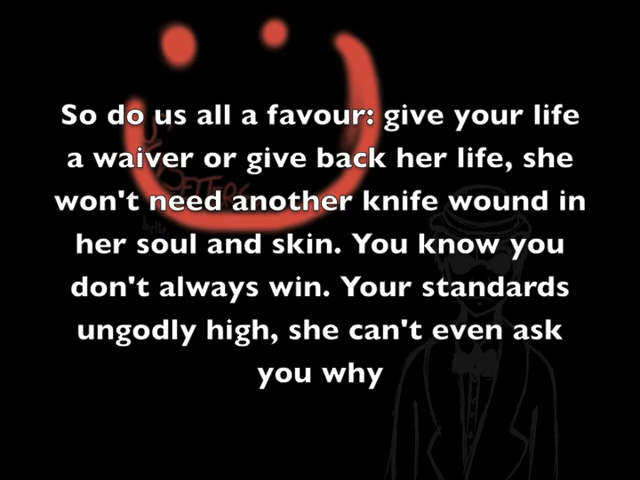 So do us all a favour: give your life
a waiver or give back her life, she
won't need another knife wound in
her soul and skin. You know you
don't always win. Your standards
ungodly high, she can't even ask
you why
hello